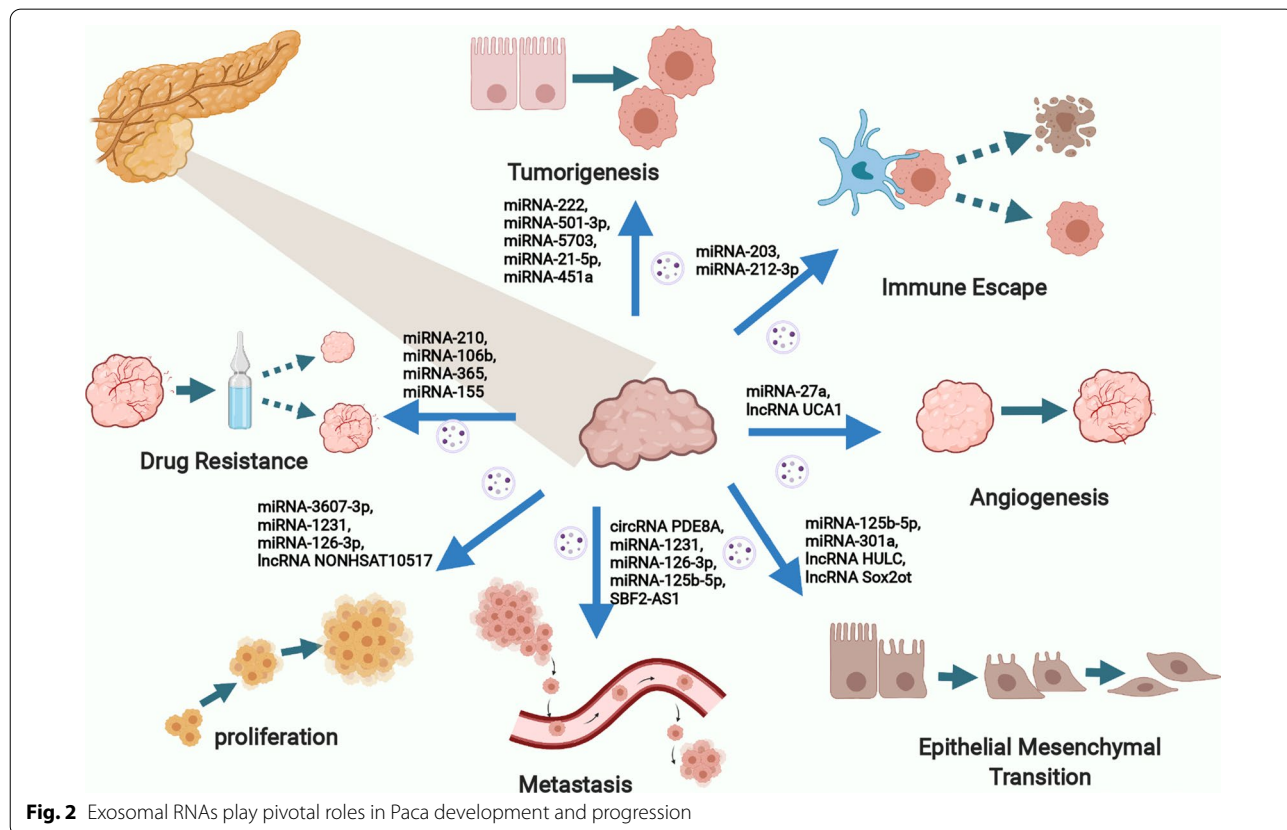 Tumorigenesis
miRNA-222,
miRNA-501-3p,
miRNA-5703,
miRNA-21-5p,
miRNA-451a
miRNA-203,
miRNA-212-3p
Immune Escape
miRNA-210,
miRNA-106b,
miRNA-365,
miRNA-155
Drug Resistance
miRNA-27a,
lncRNA UCA1
Angiogenesis
miRNA-3607-3p,
miRNA-1231,
miRNA-126-3p,
lncRNA NONHSAT10517
proliferation
circRNA PDE8A,
miRNA-1231,
miRNA-126-3p,
miRNA-125b-5p,
SBF2-AS1
Metastasis
miRNA-125b-5p,
miRNA-301a,
lncRNA HULC,
lncRNA Sox2ot
Epithelial Mesenchymal
Transition
Fig. 2 Exosomal RNAs play pivotal roles in Paca development and progression